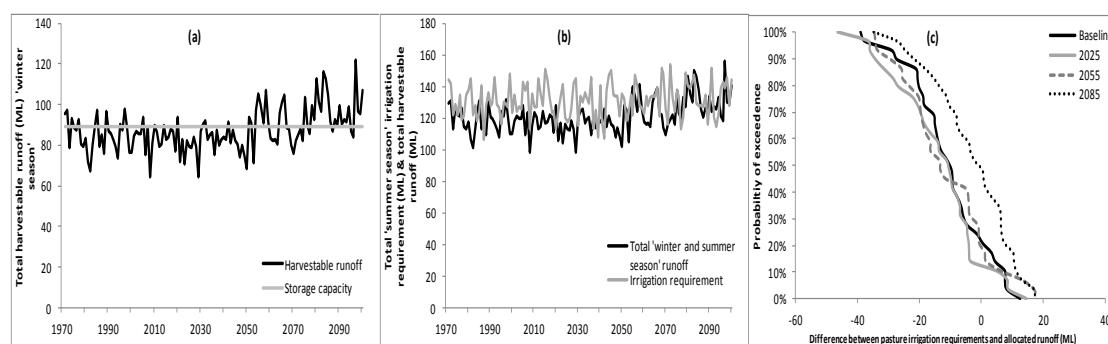 (a)
Total harvestable runoff (ML) 'winter
season'
140
120
100
80
60
40
20
0
1970 1990 2010 2030 2050 2070 2090
Harvestable runoff
Storage capacity
(b)
Total 'summer season' irrigation
requirement (ML) & total harvestable
runoff (ML)
180
160
140
120
100
80
60
40
20
0
1970 1990 2010 2030 2050 2070 2090
Total 'winter and summer
season' runoff
Irrigation requirement
(c)
Probabiltiy of exceedence
100%
90%
80%
70%
60%
50%
40%
30%
20%
10%
0%
-60 -40 -20 0 20 40
Difference between pasture irrigation requirements and allocated runoff (ML)
Baselin
2025
2055
2085